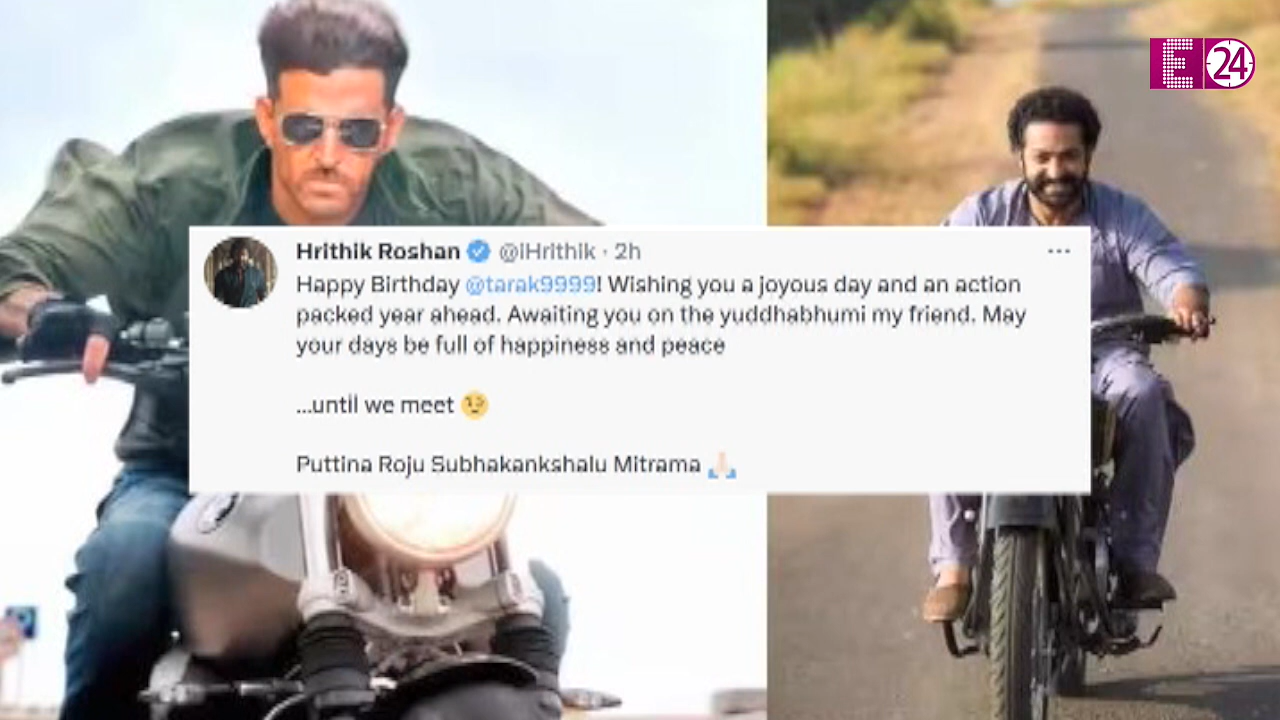 E 24
Hrithik Roshan @iHrithik · 2h
Happy Birthday @tarak9999! Wishing you a joyous day and an action
packed year ahead. Awaiting you on the yuddhabhumi my friend. May
your days be full of happiness and peace
...until we meet 🤨
Puttina Roju Subhakankshalu Mitrama 🙏🏻